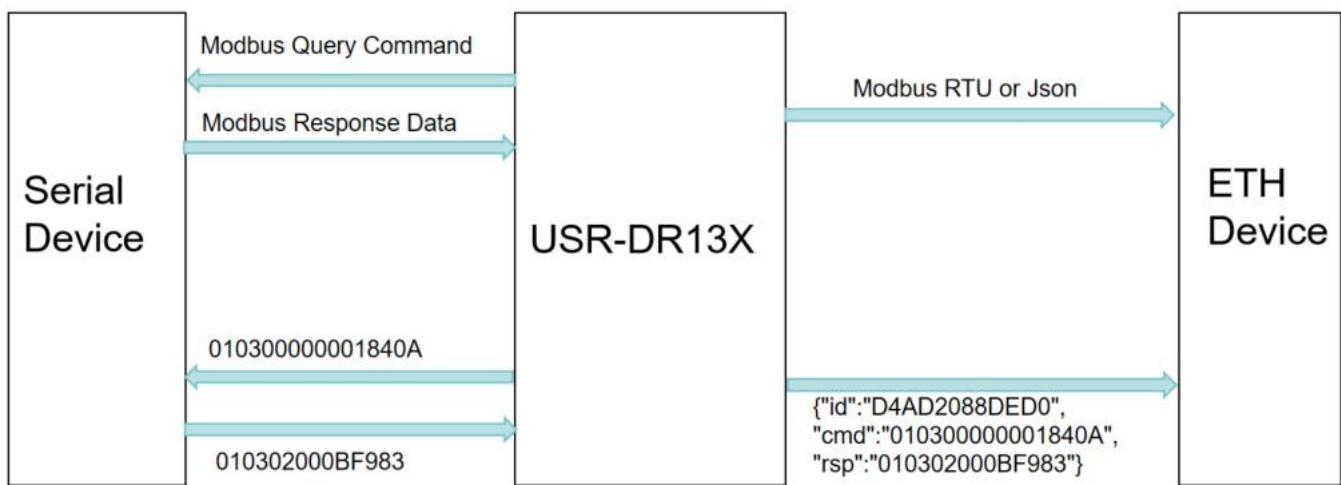 Modbus Query Command
Modbus RTU or Json
Modbus Response Data
Serial
Device
USR-DR13X
ETH
Device
010300000001840A
010302000BF983
{"id":"D4AD2088DED0",
"cmd":"010300000001840A",
"rsp":"010302000BF983"}